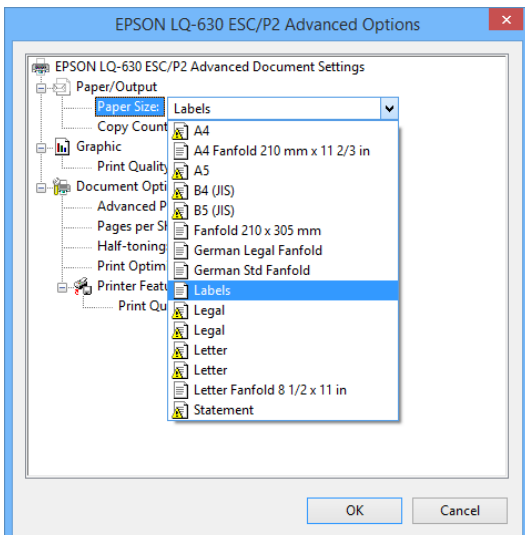 EPSON LQ-630 ESC/P2 Advanced Options
EPSON LQ-630 ESC/P2 Advanced Document Settings
Paper/Output
Paper Size: Labels
Copy Count
A4
Graphic
A4 Fanfold 210 mm x 11 2/3 in
Print Quality
A5
Document Opti
B4 (JIS)
Advanced P
B5 (JIS)
Pages per Sh
Fanfold 210 x 305 mm
Half-toning
German Legal Fanfold
Print Optim
German Std Fanfold
Printer Featu
Labels
Print Qu
Legal
Legal
Letter
Letter
Letter Fanfold 8 1/2 x 11 in
Statement
OK
Cancel